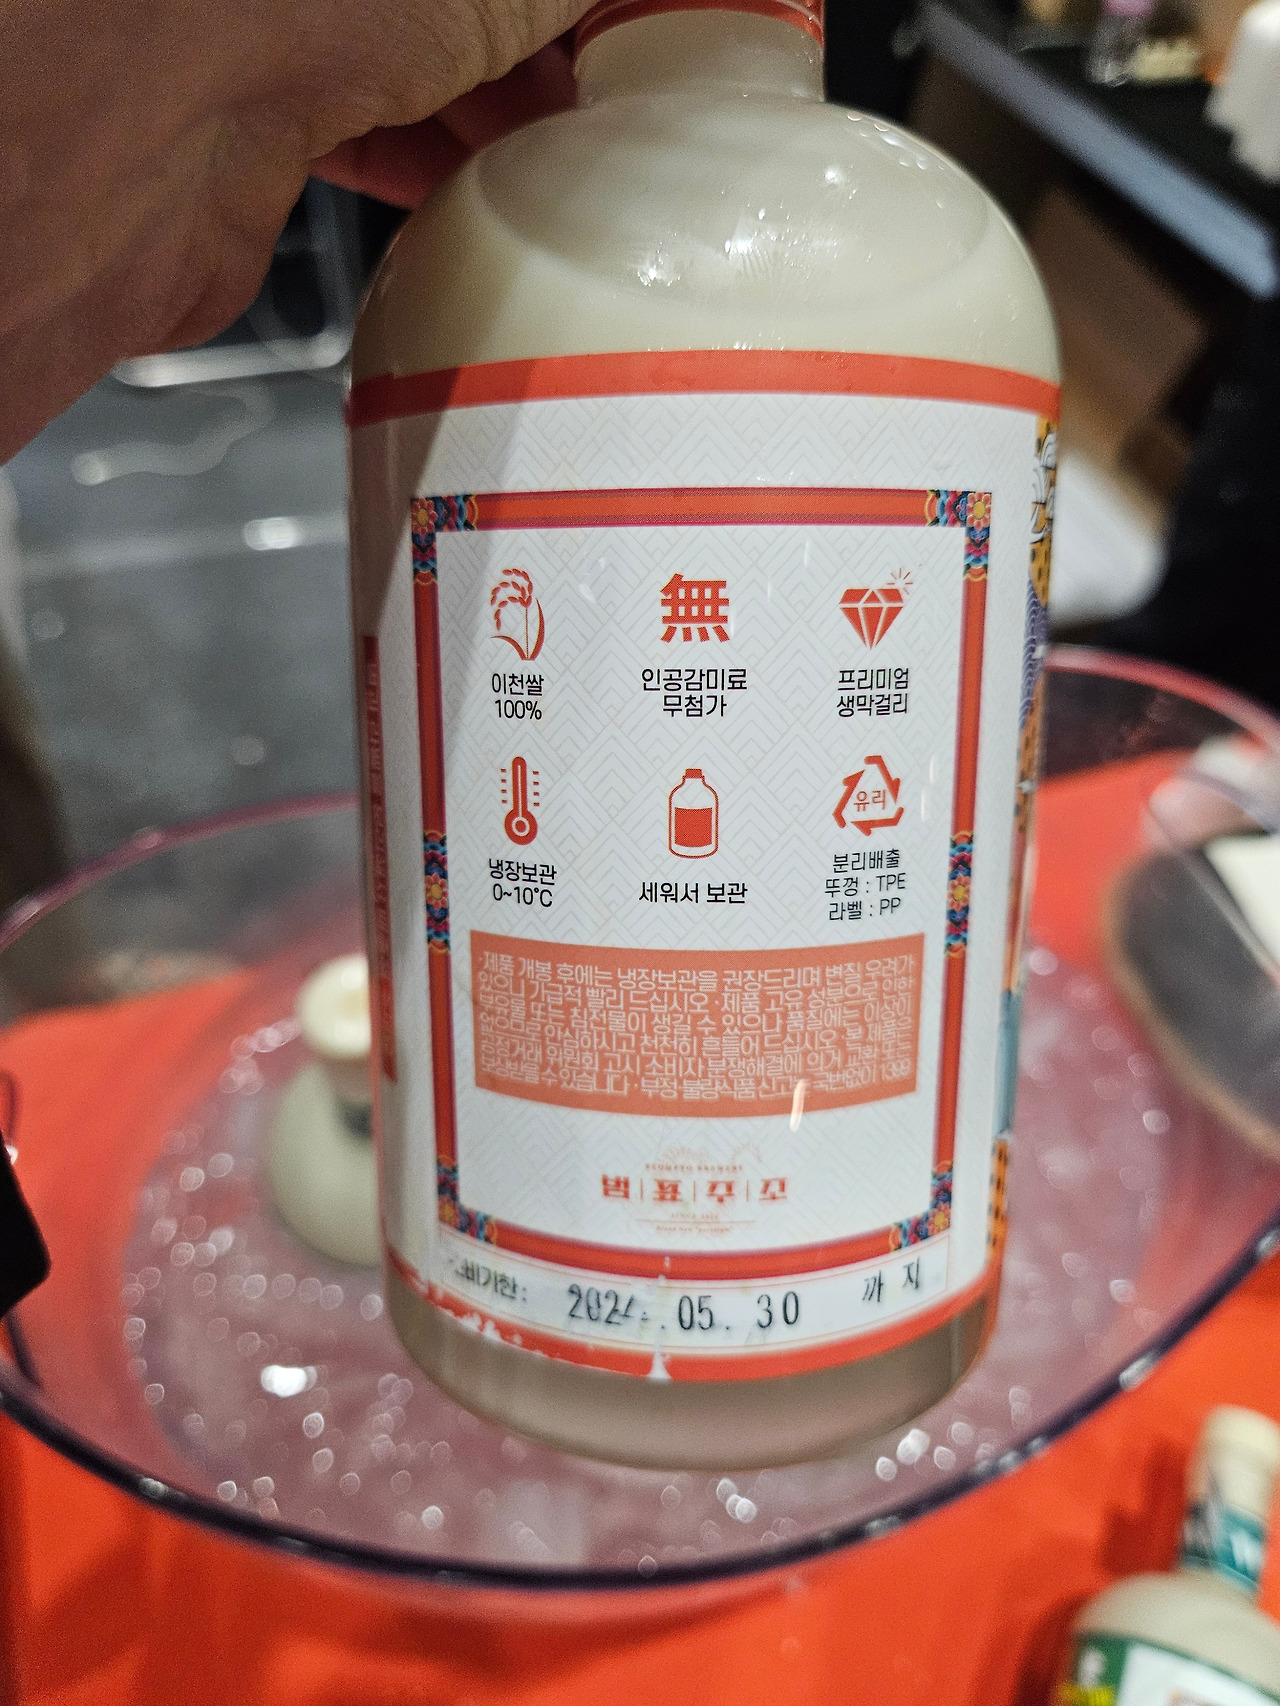 이천쌀
100%
無
인공감미료
무첨가
프리미엄
생막걸리
냉장보관
0~10°C
세워서 보관
유리
분리배출
뚜껑 : TPE
라벨 : PP
·제품 개봉 후에는 냉장보관을 권장드리며 변질 우려가
있으니 가급적 빨리 드십시오 ·제품 고유 성분으로 인하
부유물 또는 침전물이 생길 수 있으나 품질에는 이상이
없으므로 안심하시고 천천히 흔들어 드십시오 ·본 제품은
공정거래 위원회 고시 소비자 분쟁해결에 의거 교환 또는
보상받을 수 있습니다 ·부정·불량식품신고는 국번없이 1399
소비기한: 2024. 05. 30 까지